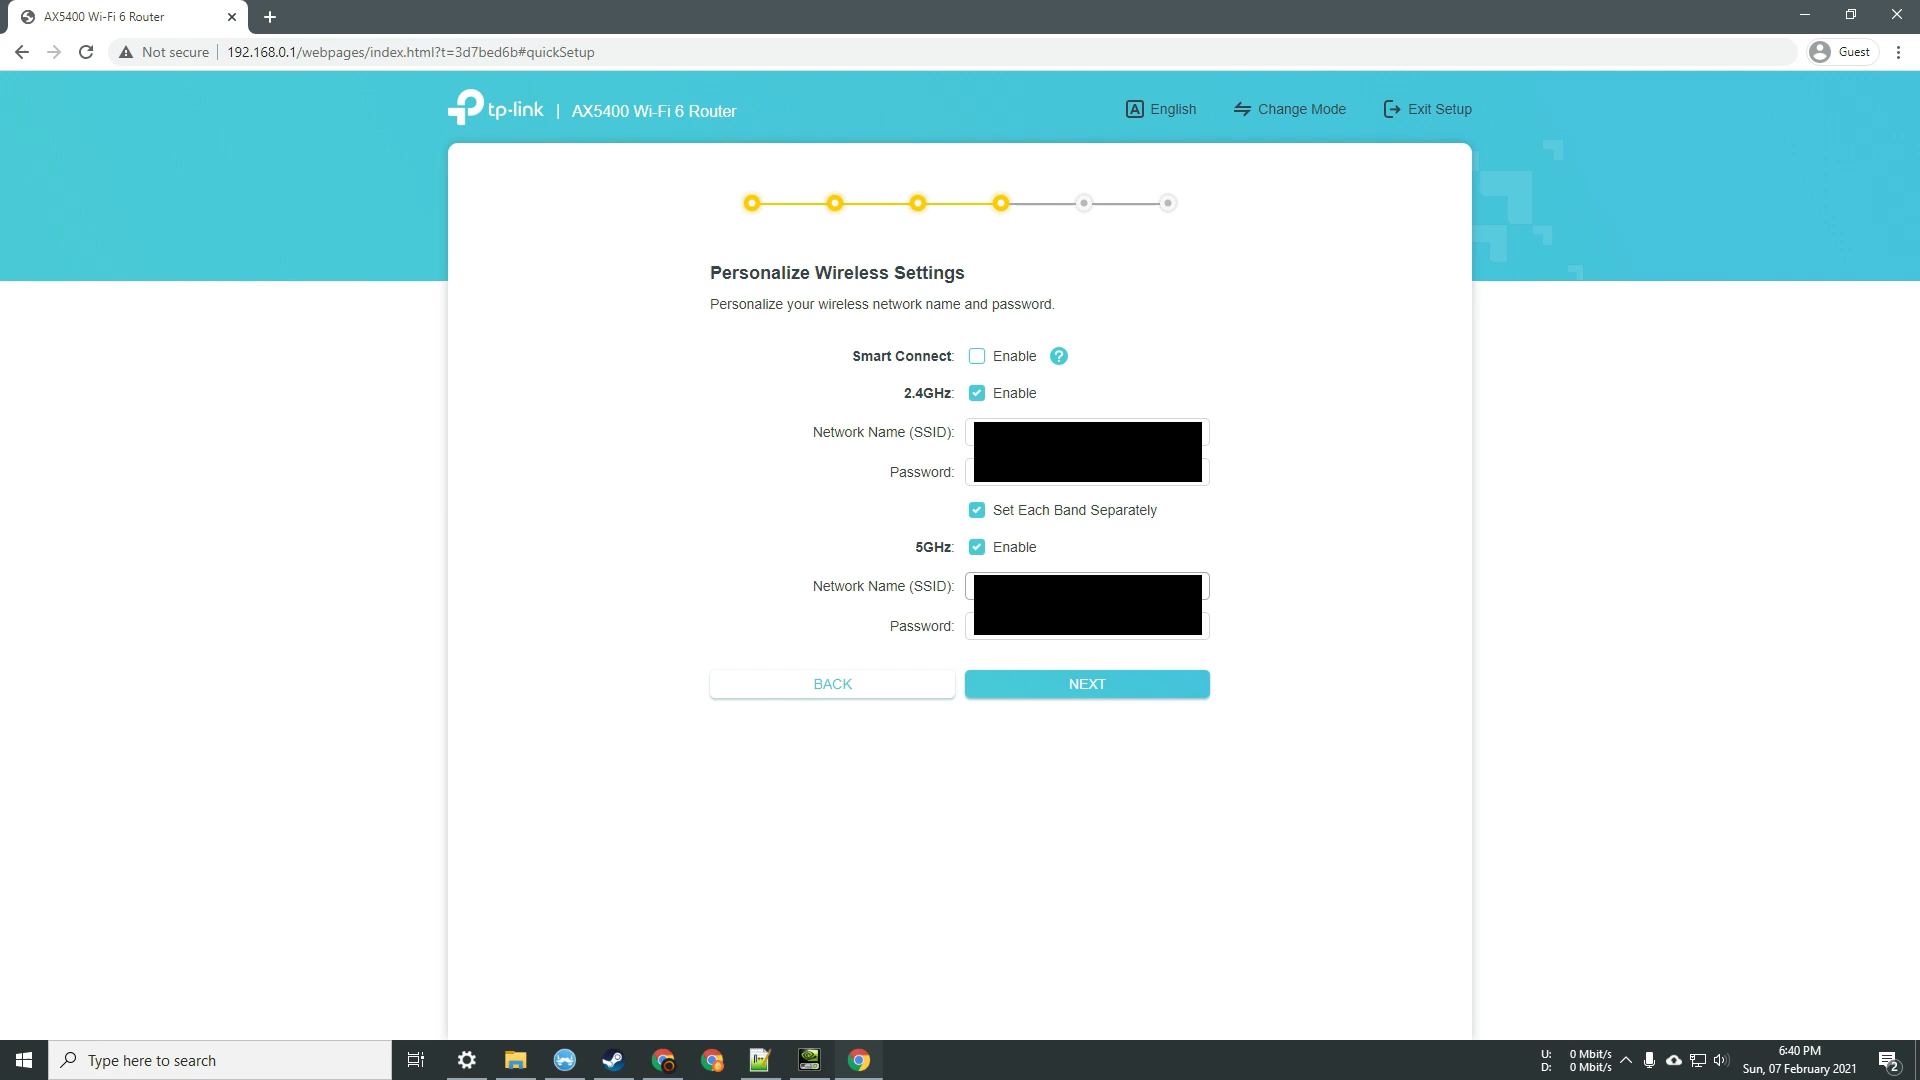 AX5400 Wi-Fi 6 Router
Not secure
192.168.0.1/webpages/index.html?t=3d7bed6b#quickSetup
Guest
tp-link | AX5400 Wi-Fi 6 Router
A English
Change Mode
Exit Setup
Personalize Wireless Settings
Personalize your wireless network name and password.
Smart Connect: Enable ?
2.4GHz: Enable
Network Name (SSID):
Password:
Set Each Band Separately
5GHz: Enable
Network Name (SSID):
Password:
BACK
NEXT
Type here to search
U: 0 Mbit/s
D: 0 Mbit/s
6:40 PM
Sun, 07 February 2021
2